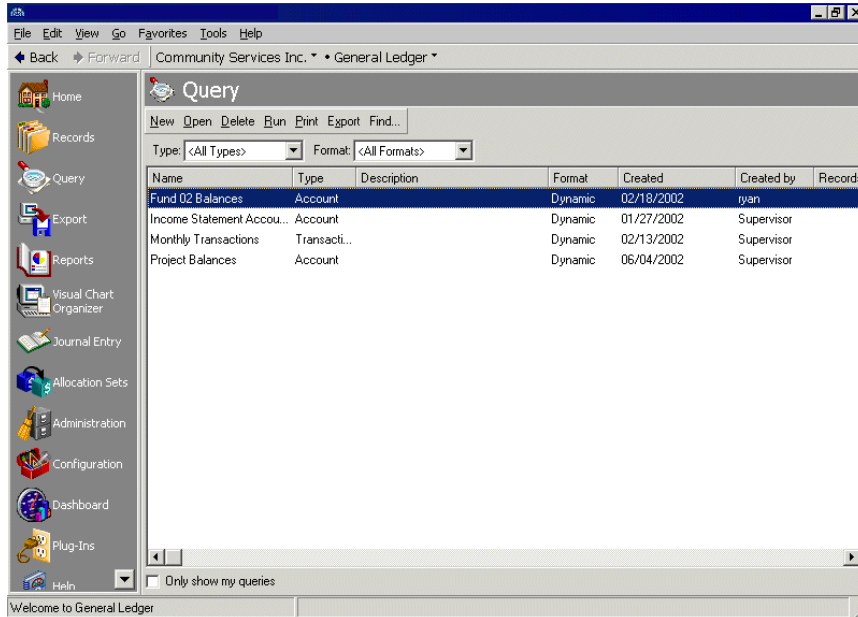 File Edit View Go Favorites Tools Help
Back Forward Community Services Inc. • General Ledger
Home
Records
Query
Export
Reports
Visual Chart
Organizer
Journal Entry
Allocation Sets
Administration
Configuration
Dashboard
Plug-Ins
Help
Query
New Open Delete Run Print Export Find...
Type: <All Types> Format: <All Formats>
Name Type Description Format Created Created by Record
Fund 02 Balances Account Dynamic 02/18/2002 ryan
Income Statement Accou... Account Dynamic 01/27/2002 Supervisor
Monthly Transactions Transacti... Dynamic 02/13/2002 Supervisor
Project Balances Account Dynamic 06/04/2002 Supervisor
Only show my queries
Welcome to General Ledger